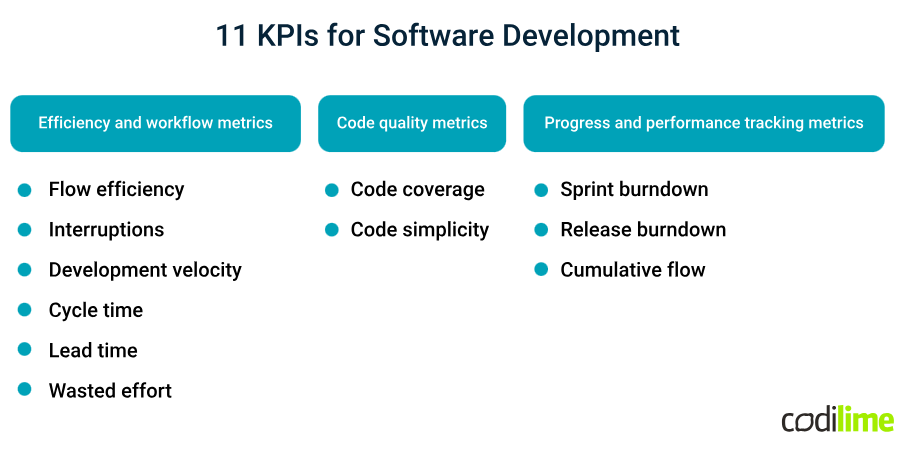 11 KPIs for Software Development
Efficiency and workflow metrics
Flow efficiency
Interruptions
Development velocity
Cycle time
Lead time
Wasted effort
Code quality metrics
Code coverage
Code simplicity
Progress and performance tracking metrics
Sprint burndown
Release burndown
Cumulative flow
codilime